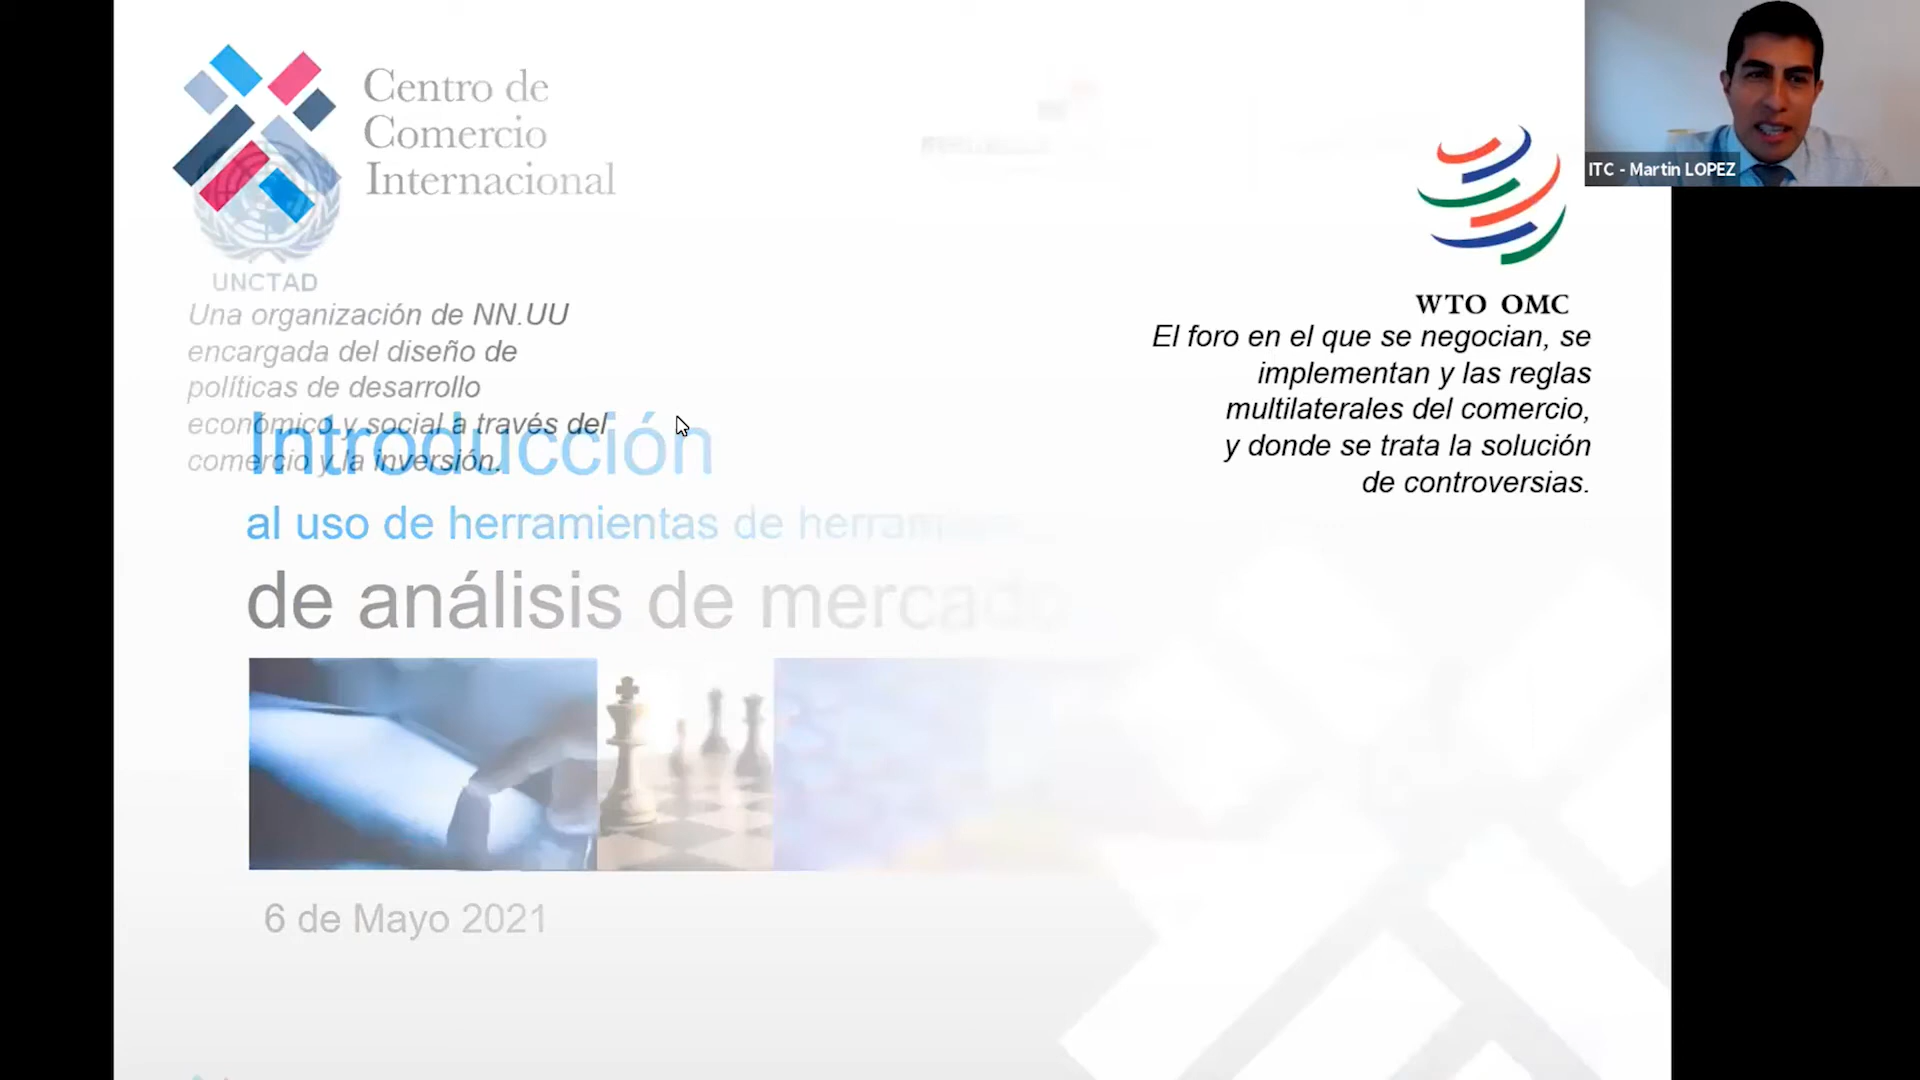 Centro de
Comercio
Internacional
UNCTAD
Una organización de NN.UU
encargada del diseño de
políticas de desarrollo
económico y social a través del
comercio y la inversión.
Introducción
al uso de herramientas de
de análisis de mercado
6 de Mayo 2021
ITC - Martin LOPEZ
WTO OMC
El foro en el que se negocian, se
implementan y las reglas
multilaterales del comercio,
y donde se trata la solución
de controversias.